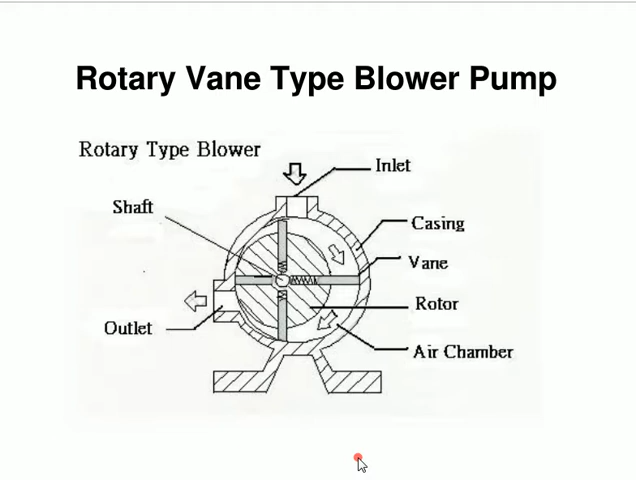 Rotary Vane Type Blower Pump
Rotary Type Blower
Inlet
Shaft
Casing
Vane
Rotor
Outlet
Air Chamber